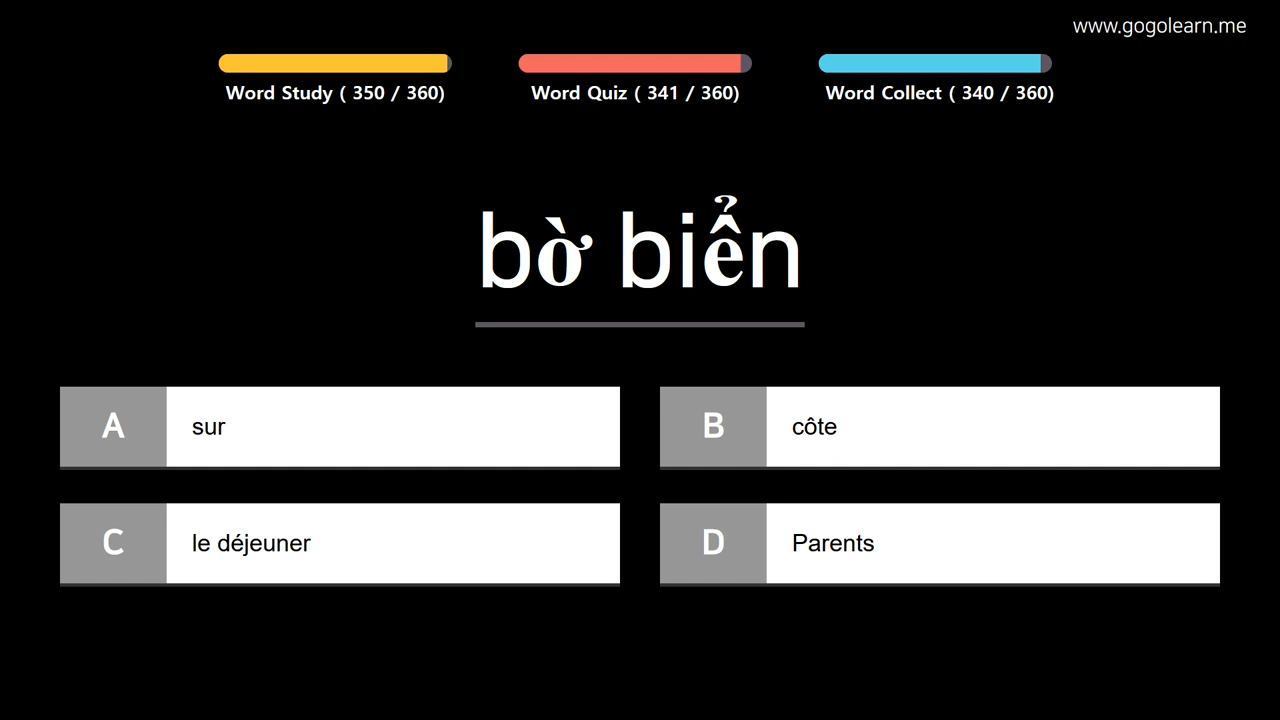 www.gogolearn.me
Word Study ( 350 / 360)
Word Quiz ( 341 / 360)
Word Collect ( 340 / 360)
bờ biển
A sur
B côte
C le déjeuner
D Parents